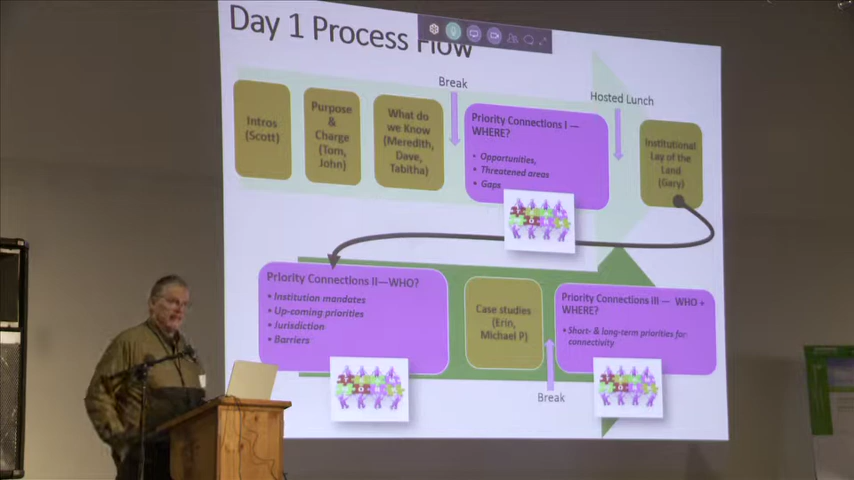 Day 1 Process Flow
Break
Hosted Lunch
Intros
(Scott)
Purpose
&
Charge
(Tom,
John)
What do
we Know
(Meredith,
Dave,
Tabitha)
Priority Connections I —
WHERE?
• Opportunities,
• Threatened areas
• Gaps
Institutional
Lay of the
Land
(Gary)
Priority Connections II—WHO?
• Institution mandates
• Up-coming priorities
• Jurisdiction
• Barriers
Case studies
(Erin,
Michael P)
Priority Connections III — WHO +
WHERE?
• Short- & long-term priorities for
connectivity
Break